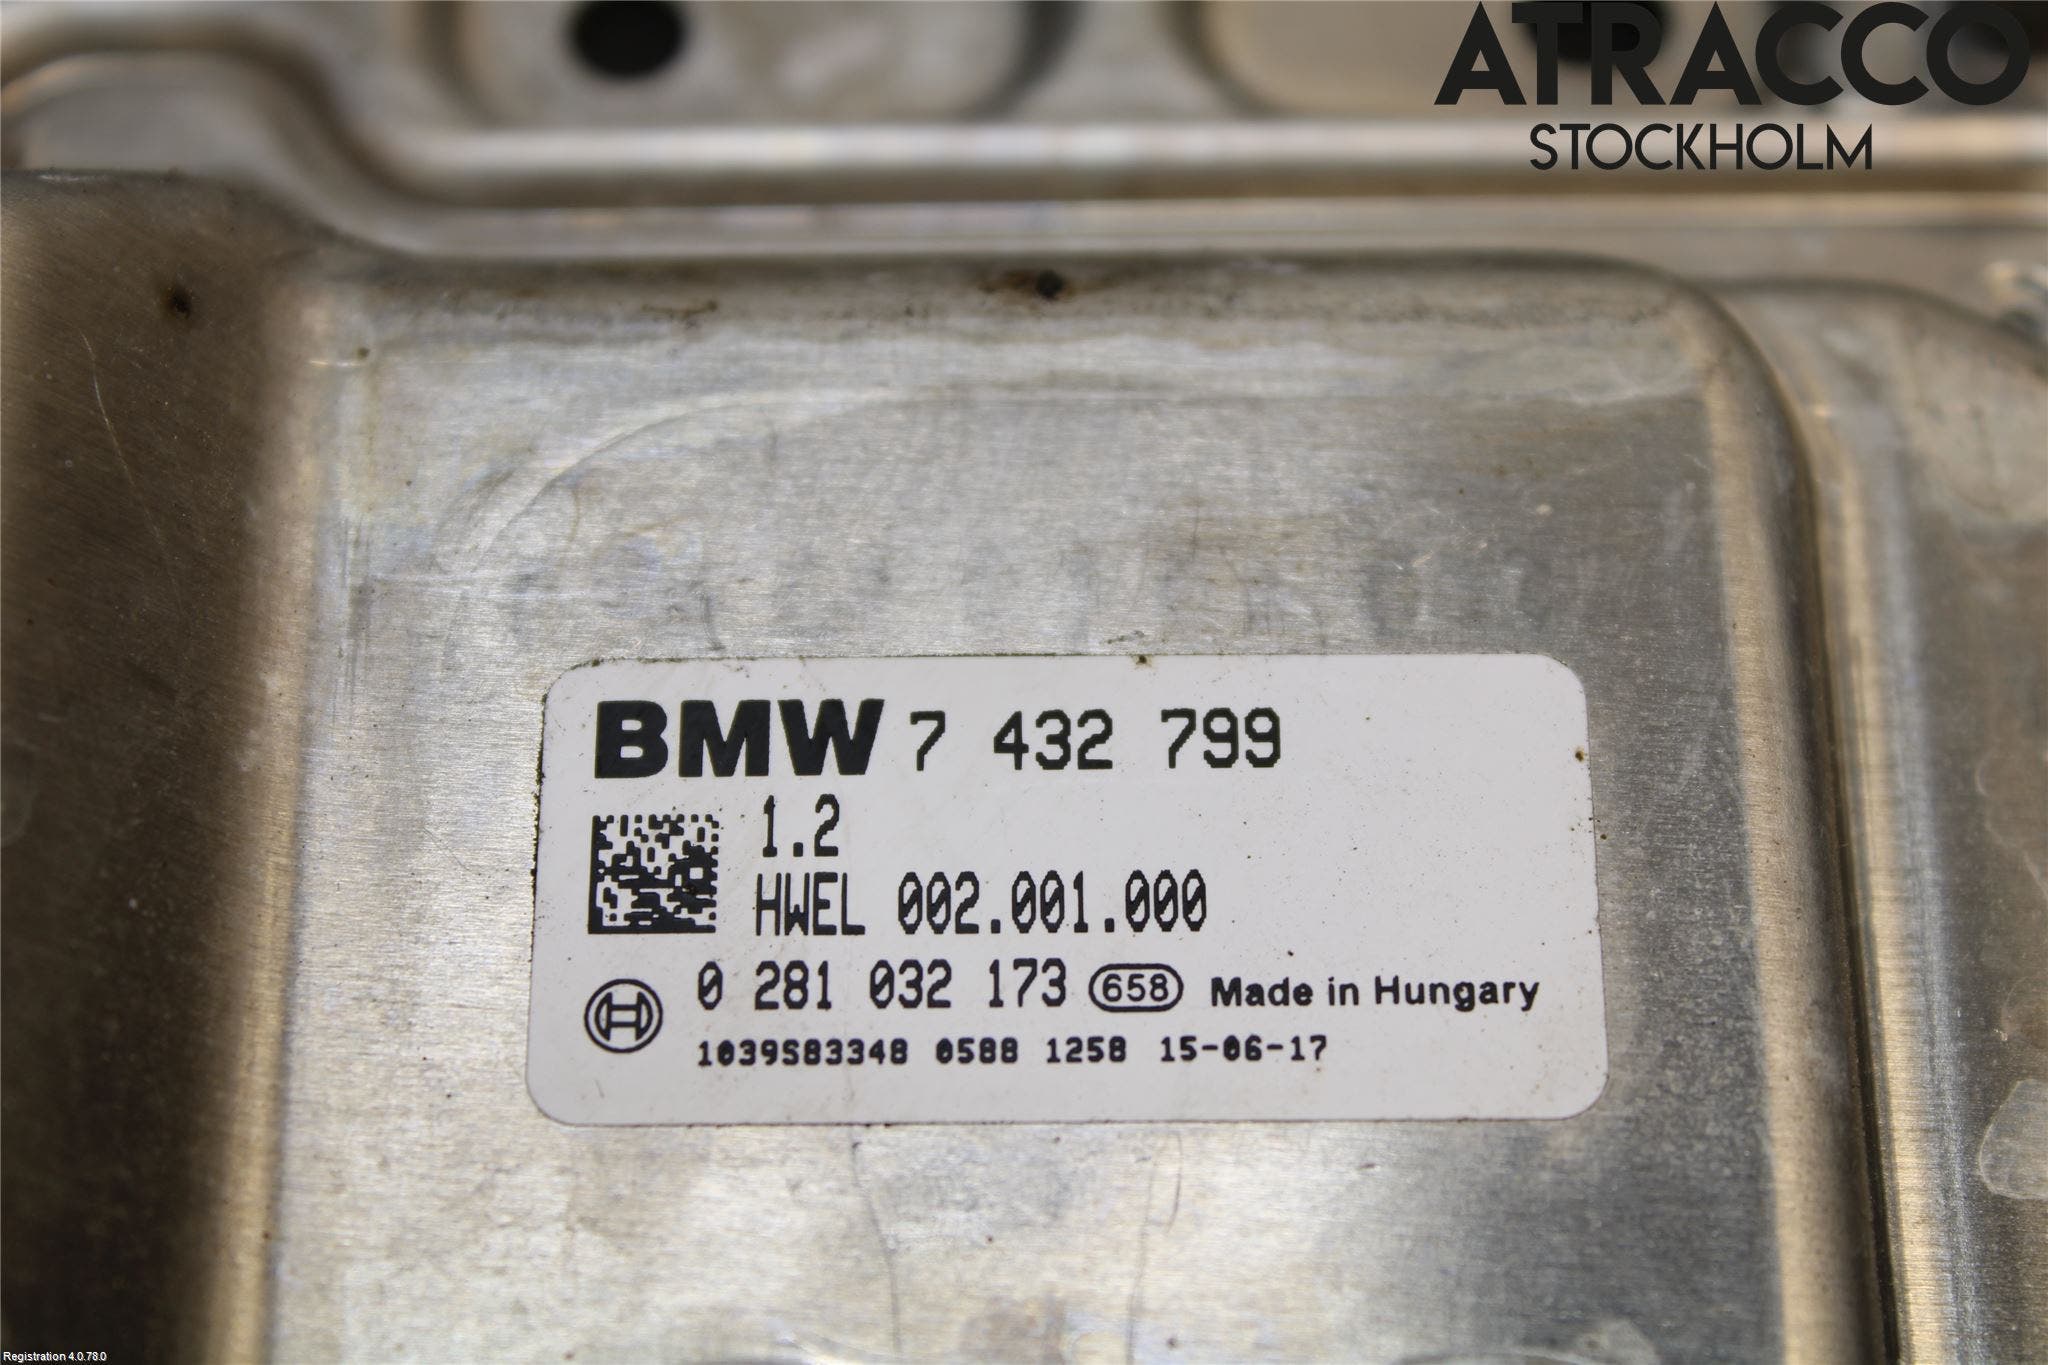 ATRACCO
STOCKHOLM
BMW 7 432 799
1.2
HWEL 002.001.000
0 281 032 173 658 Made in Hungary
1039S83348 0588 1258 15-06-17
Registration 4.0.78.0